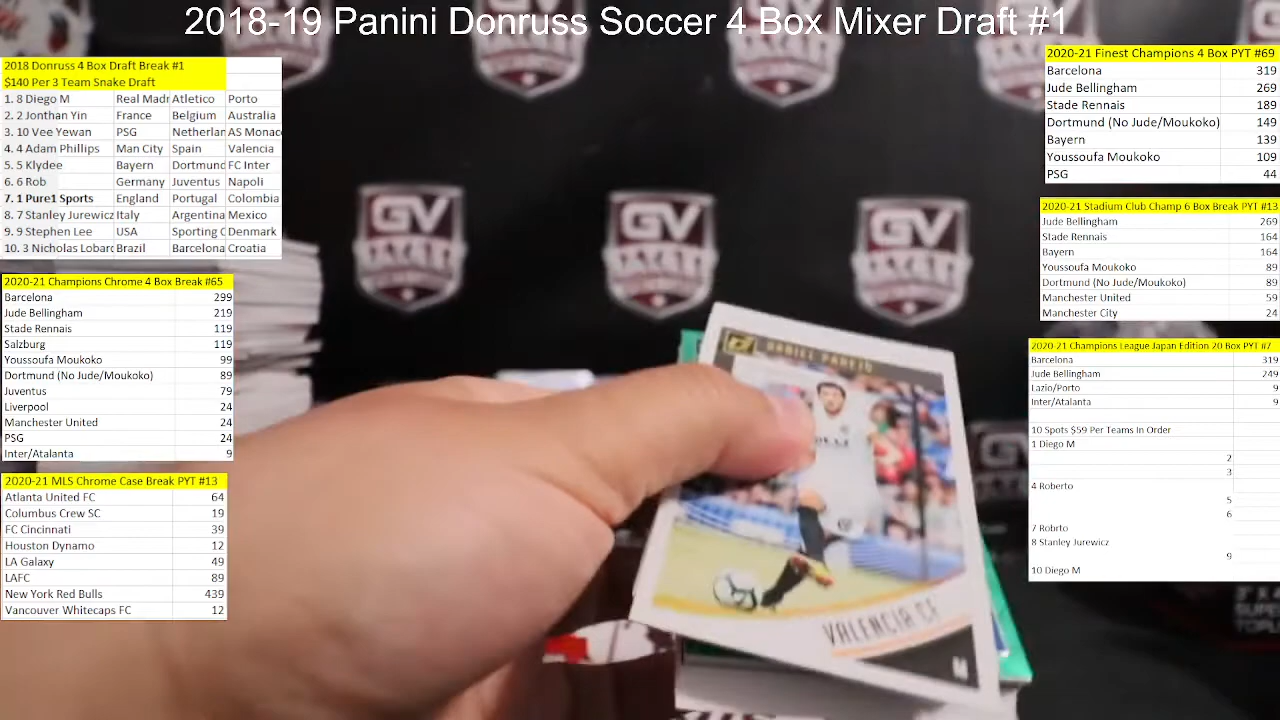 2018-19 Panini Donruss Soccer 4 Box Mixer Draft #1
2018 Donruss 4 Box Draft Break #1
$140 Per 3 Team Snake Draft
1. 8 Diego M Real Madr Atletico Porto
2. 2 Jonthan Yin France Belgium Australia
3. 10 Vee Yewan PSG Netherlan AS Monaco
4. 4 Adam Phillips Man City Spain Valencia
5. 5 Klydee Bayern Dortmund FC Inter
6. 6 Rob Germany Juventus Napoli
7. 1 Pure1 Sports England Portugal Colombia
8. 7 Stanley Jurewicz Italy Argentina Mexico
9. 9 Stephen Lee USA Sporting C Denmark
10. 3 Nicholas Lobard Brazil Barcelona Croatia
2020-21 Champions Chrome 4 Box Break #65
Barcelona 299
Jude Bellingham 219
Stade Rennais 119
Salzburg 119
Youssoufa Moukoko 99
Dortmund (No Jude/Moukoko) 89
Juventus 79
Liverpool 24
Manchester United 24
PSG 24
Inter/Atalanta 9
2020-21 MLS Chrome Case Break PYT #13
Atlanta United FC 64
Columbus Crew SC 19
FC Cincinnati 39
Houston Dynamo 12
LA Galaxy 49
LAFC 89
New York Red Bulls 439
Vancouver Whitecaps FC 12
GV
GV
GV
DANIEL PAREJO
VALENCIA CF
M
2020-21 Finest Champions 4 Box PYT #69
Barcelona 319
Jude Bellingham 269
Stade Rennais 189
Dortmund (No Jude/Moukoko) 149
Bayern 139
Youssoufa Moukoko 109
PSG 44
2020-21 Stadium Club Champ 6 Box Break PYT #13
Jude Bellingham 269
Stade Rennais 164
Bayern 164
Youssoufa Moukoko 89
Dortmund (No Jude/Moukoko) 89
Manchester United 59
Manchester City 24
2020-21 Champions League Japan Edition 20 Box PYT #7
Barcelona 319
Jude Bellingham 249
Lazio/Porto 9
Inter/Atalanta 9
10 Spots $59 Per Teams In Order
1 Diego M
2
3
4 Roberto
5
6
7 Robrto
8 Stanley Jurewicz
9
10 Diego M